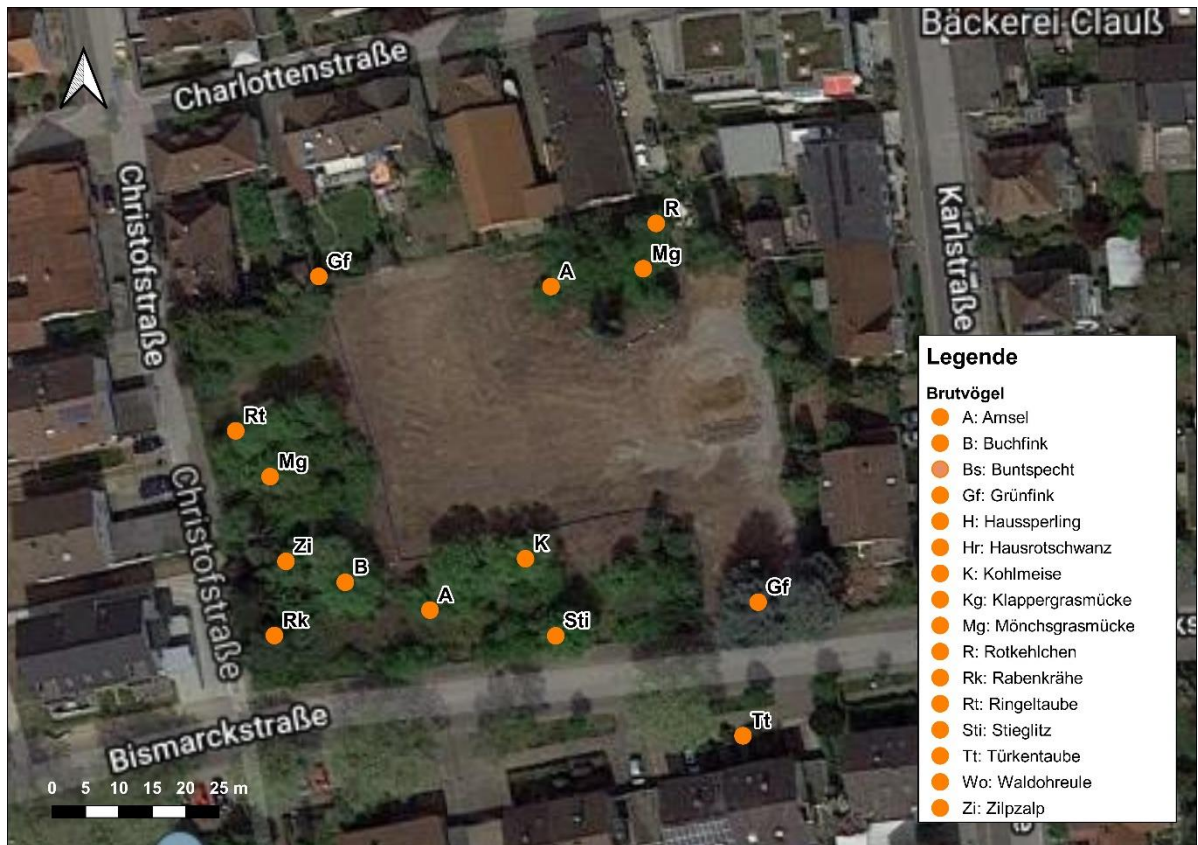 Bäckerei Clauß
Charlottenstraße
Christofstraße
Karlstraße
R
Mg
A
Gf
Rt
Mg
Zi
B
K
A
Rk
Sti
Gf
Tt
Christofstraße
Bismarckstraße
0 5 10 15 20 25 m
Legende
Brutvögel
A: Amsel
B: Buchfink
Bs: Buntspecht
Gf: Grünfink
H: Haussperling
Hr: Hausrotschwanz
K: Kohlmeise
Kg: Klappergrasmücke
Mg: Mönchsgrasmücke
R: Rotkehlchen
Rk: Rabenkrähe
Rt: Ringeltaube
Sti: Stieglitz
Tt: Türkentaube
Wo: Waldohreule
Zi: Zilpzalp